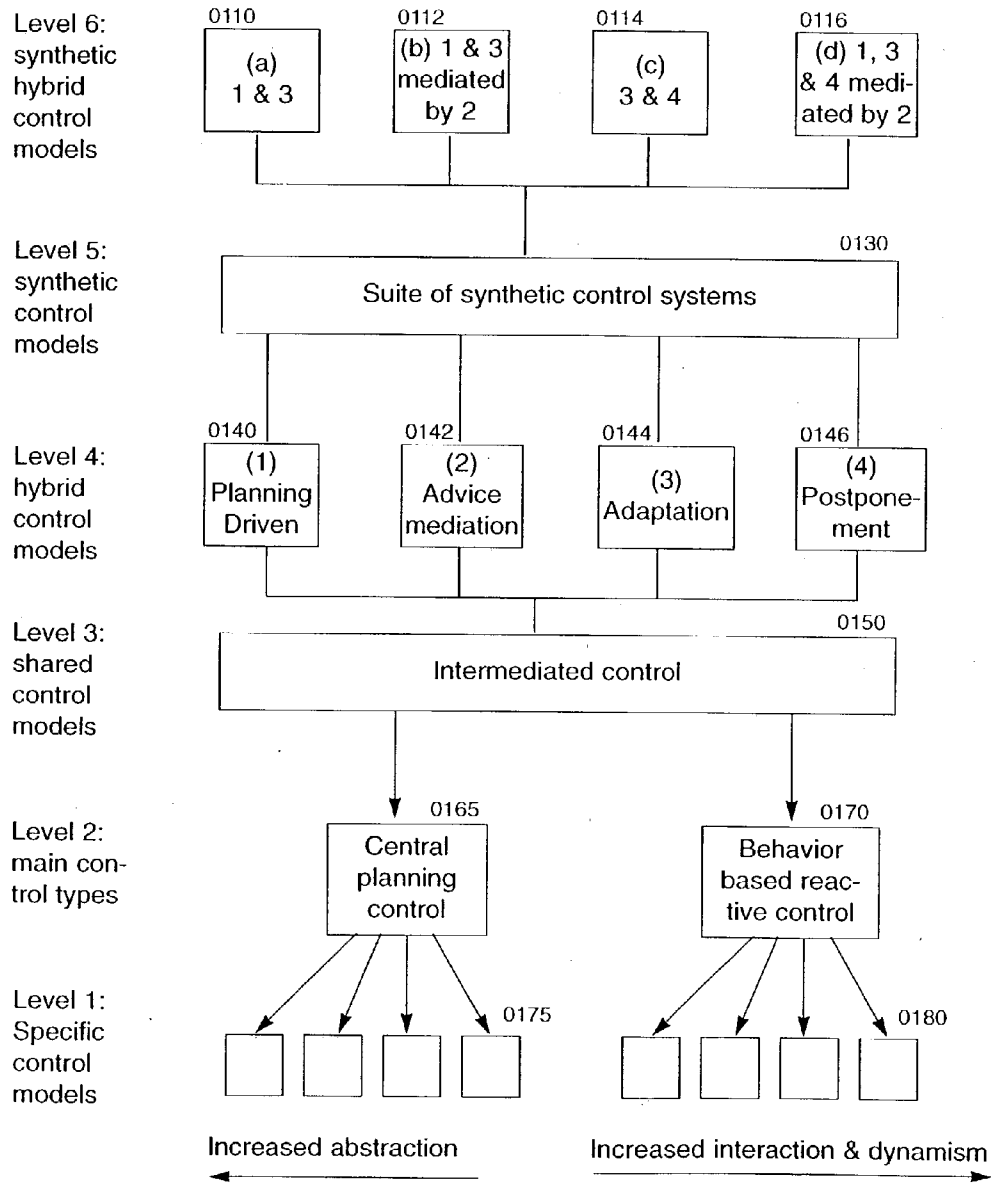 Level 6:
synthetic
hybrid
control
models
0110
(a)
1 & 3
0112
(b) 1 & 3
mediated
by 2
0114
(c)
3 & 4
0116
(d) 1, 3
& 4 medi-
ated by 2
Level 5:
synthetic
control
models
0130
Suite of synthetic control systems
Level 4:
hybrid
control
models
0140
(1)
Planning
Driven
0142
(2)
Advice
mediation
0144
(3)
Adaptation
0146
(4)
Postpone-
ment
Level 3:
shared
control
models
0150
Intermediated control
Level 2:
main con-
trol types
0165
Central
planning
control
0170
Behavior
based reac-
tive control
Level 1:
Specific
control
models
0175
0180
Increased abstraction
Increased interaction & dynamism